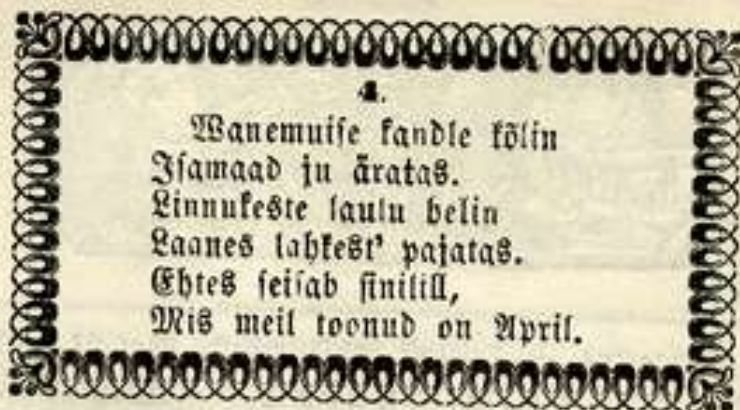 4.
Wanemuise kandle kõlin
Isamaad ju äratas.
Linnukeste laulu helin
Laanes lahkest' pajatas.
Ehtes seisab sinilill,
Mis meil toonud on April.